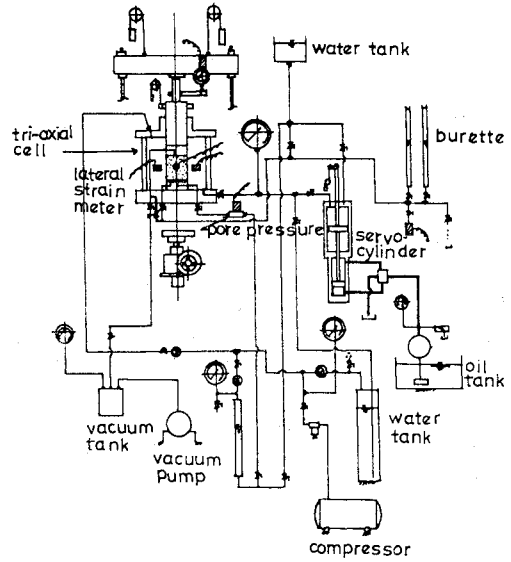 water tank
burette
tri-axial
cell
lateral
strain
meter
pore pressure
servo-
cylinder
oil
tank
water
tank
vacuum
tank
vacuum
pump
compressor